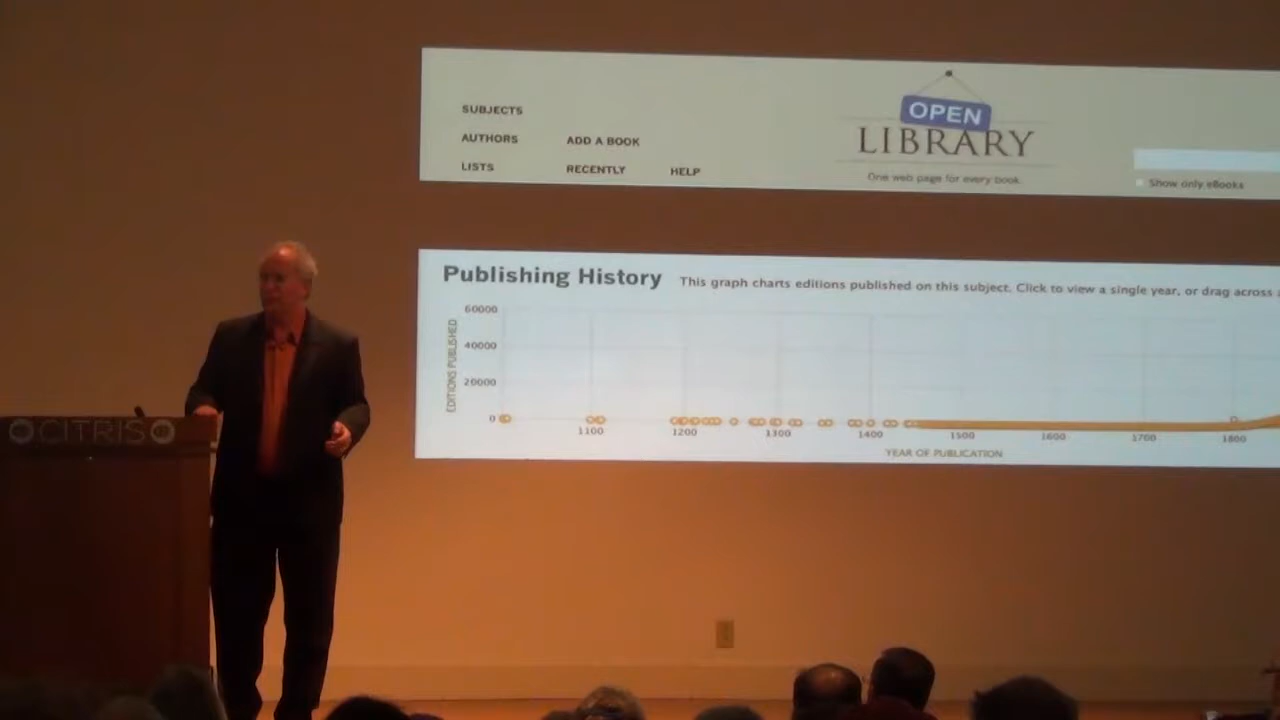 SUBJECTS
AUTHORS
ADD A BOOK
LISTS
RECENTLY
HELP
OPEN
LIBRARY
One web page for every book.
Show only eBooks
Publishing History
This graph charts editions published on this subject. Click to view a single year, or drag across
EDITIONS PUBLISHED
60000
40000
20000
0
1100 1200 1300 1400 1500 1600 1700 1800
YEAR OF PUBLICATION
CITRIS